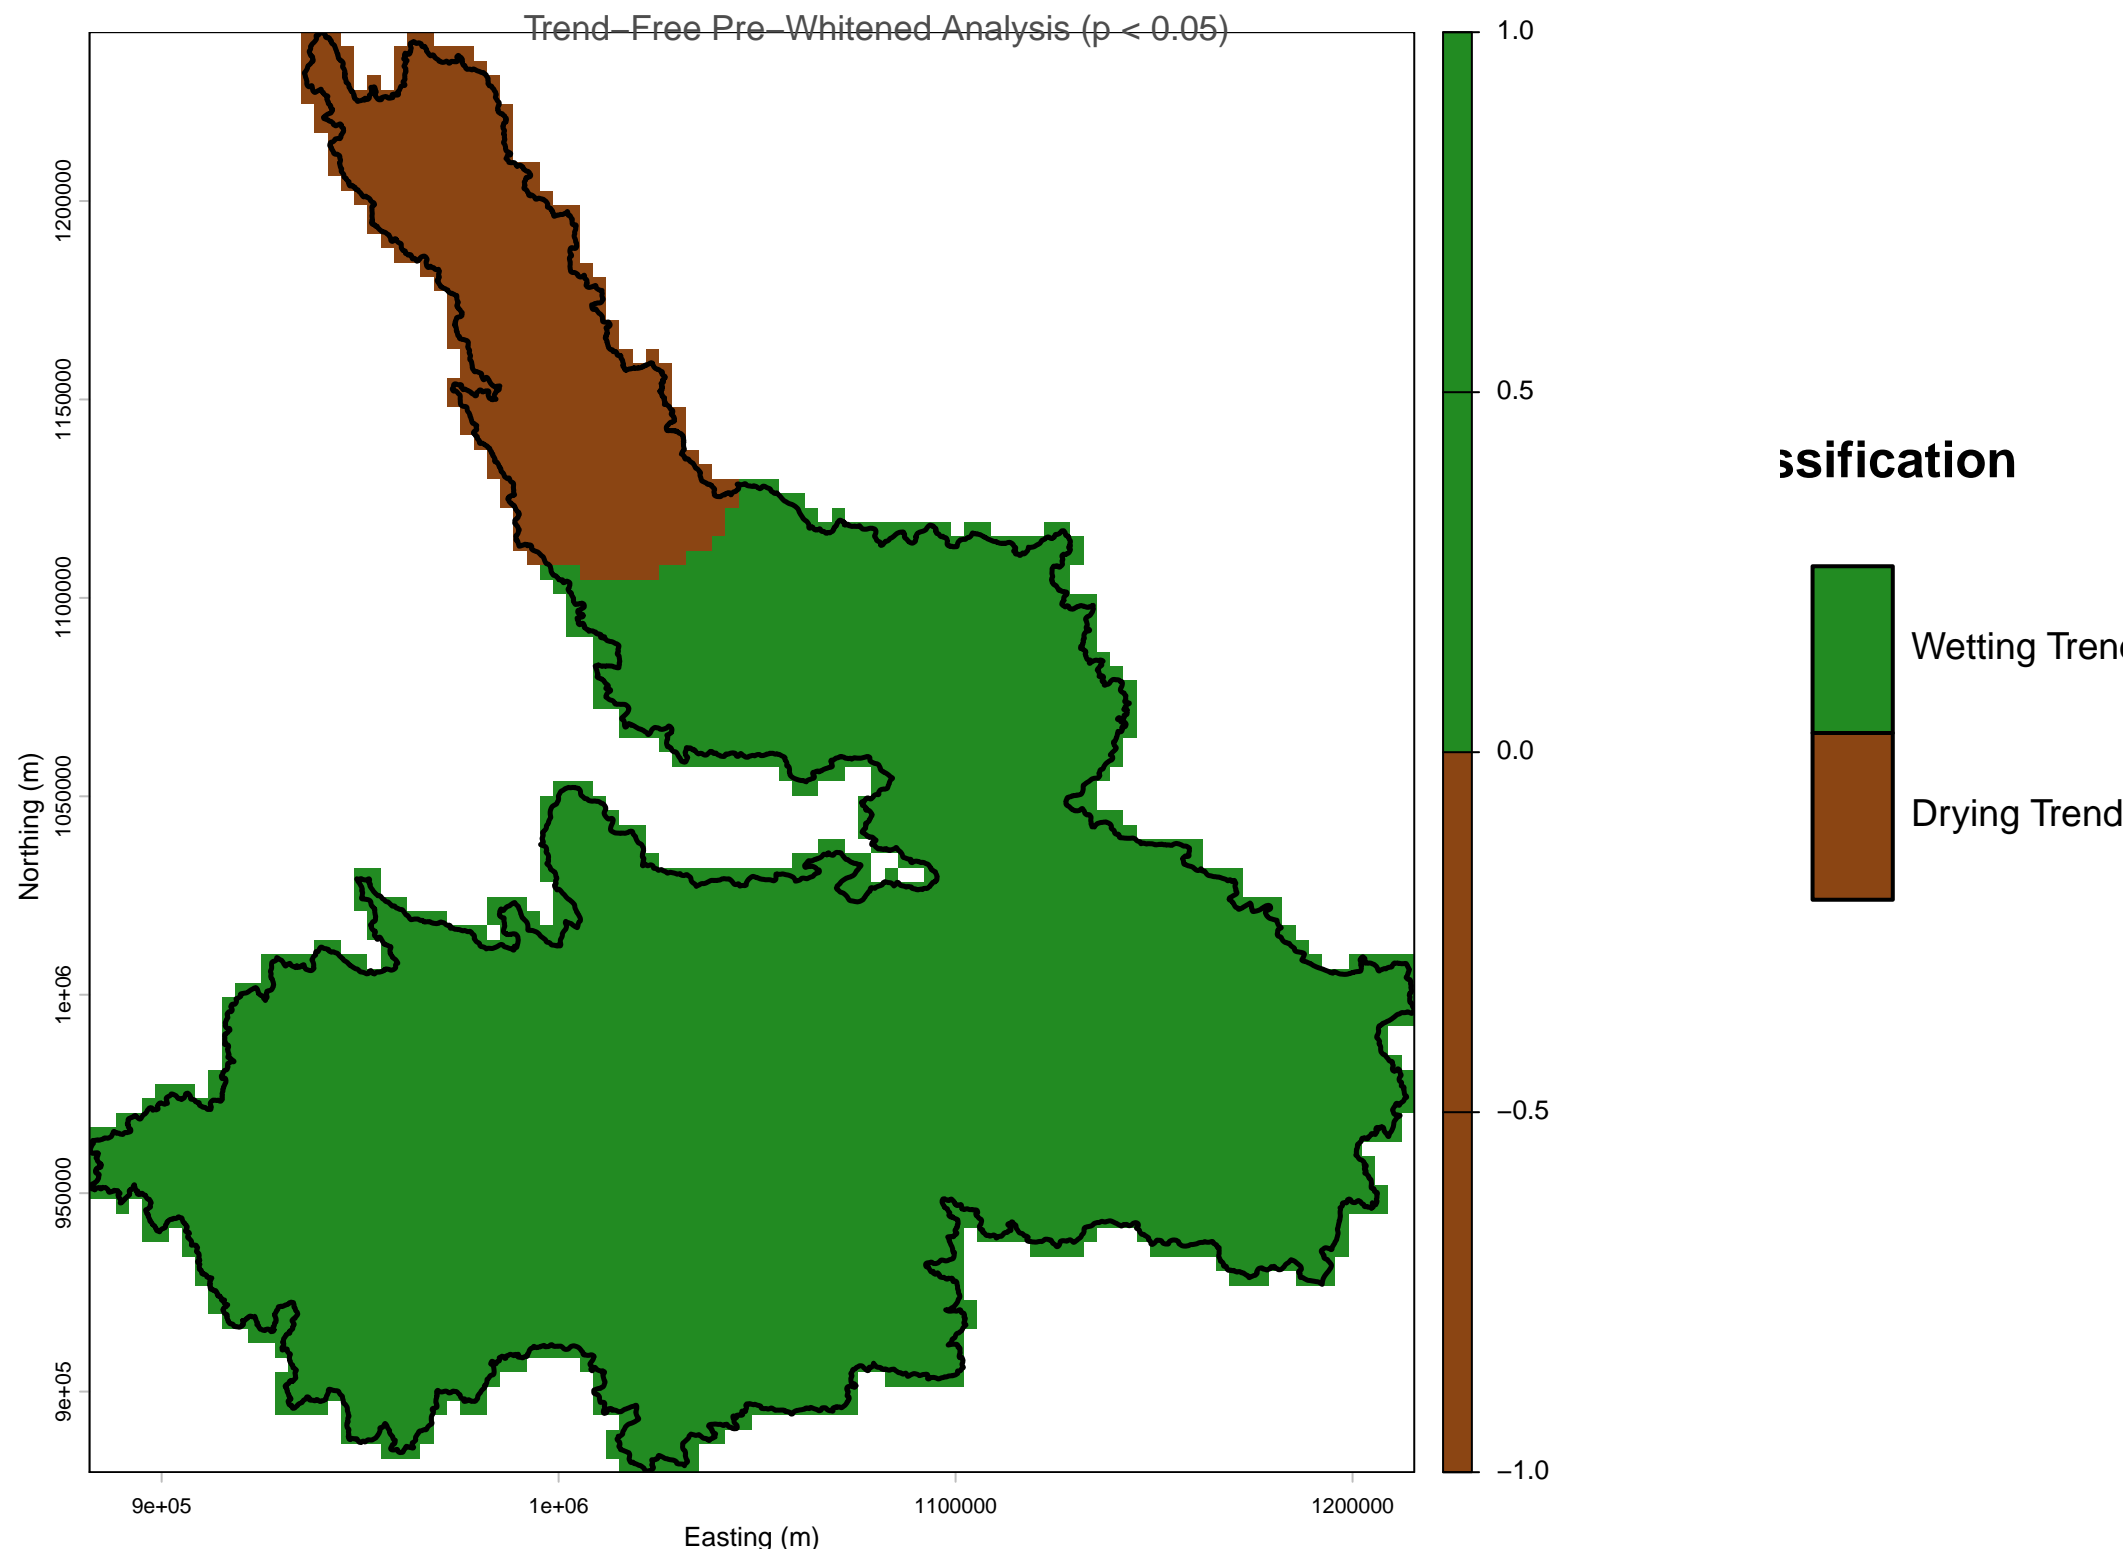 Trend−Free Pre−Whitened Analysis (p < 0.05)
1.0
0.5
0.0
−0.5
−1.0
1200000
1150000
1100000
1050000
1e+06
950000
9e+05
Northing (m)
9e+05 1e+06 1100000 1200000
Easting (m)
ssification
Wetting Tren
Drying Trend